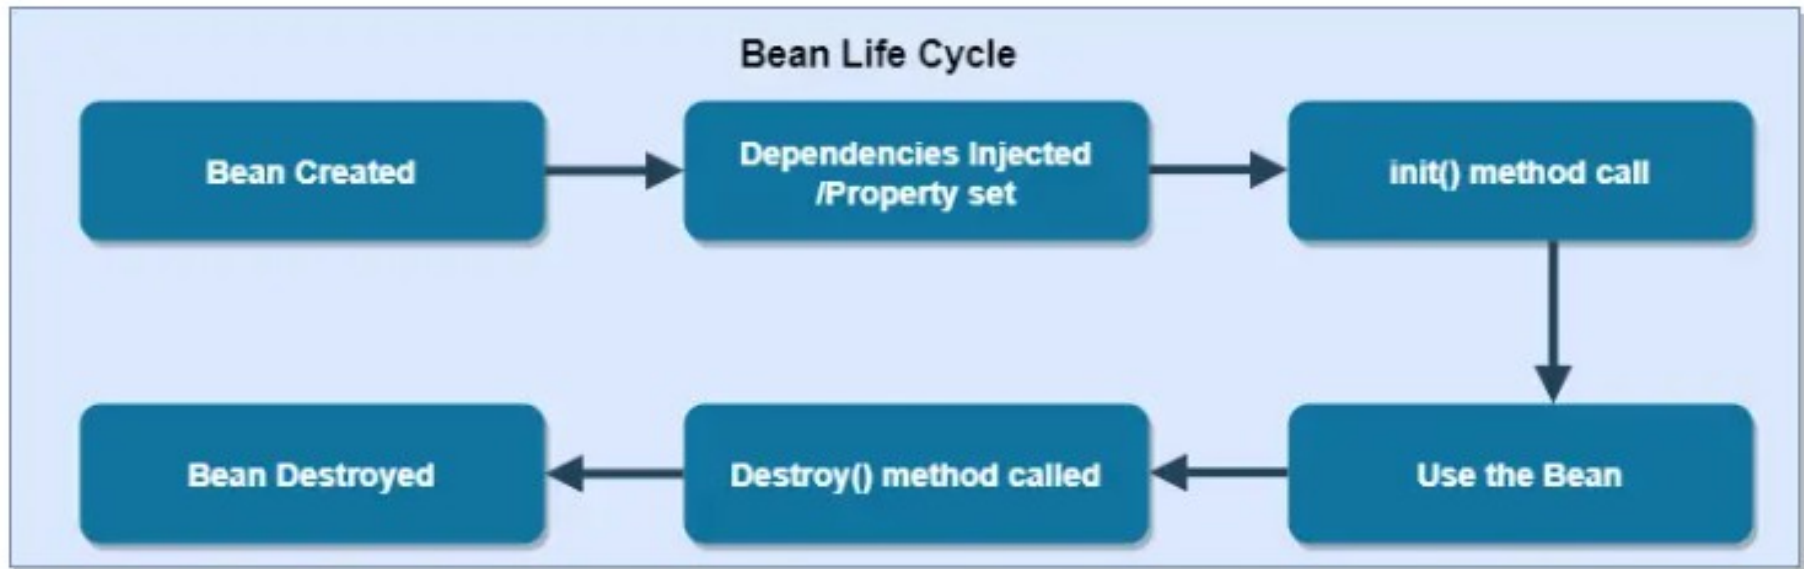 Bean Life Cycle
Bean Created
Dependencies Injected
/Property set
init() method call
Use the Bean
Destroy() method called
Bean Destroyed